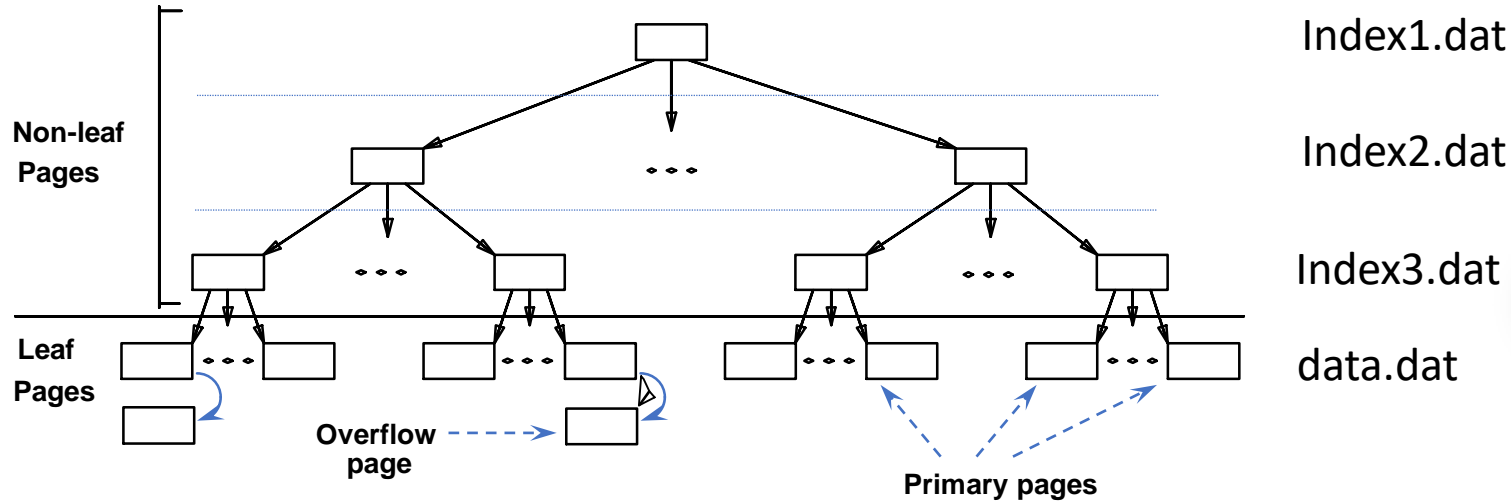 Index1.dat
Non-leaf
Pages
Index2.dat
Index3.dat
Leaf
Pages
data.dat
Overflow
page
Primary pages